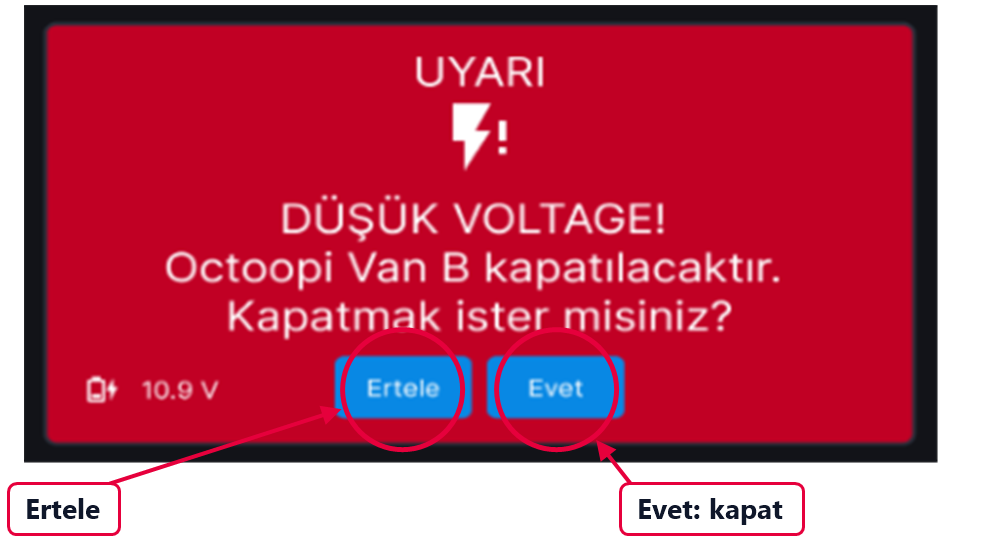 UYARI
!
DÜŞÜK VOLTAGE!
Octoopi Van B kapatılacaktır.
Kapatmak ister misiniz?
10.9 V
Ertele
Evet
Ertele
Evet: kapat